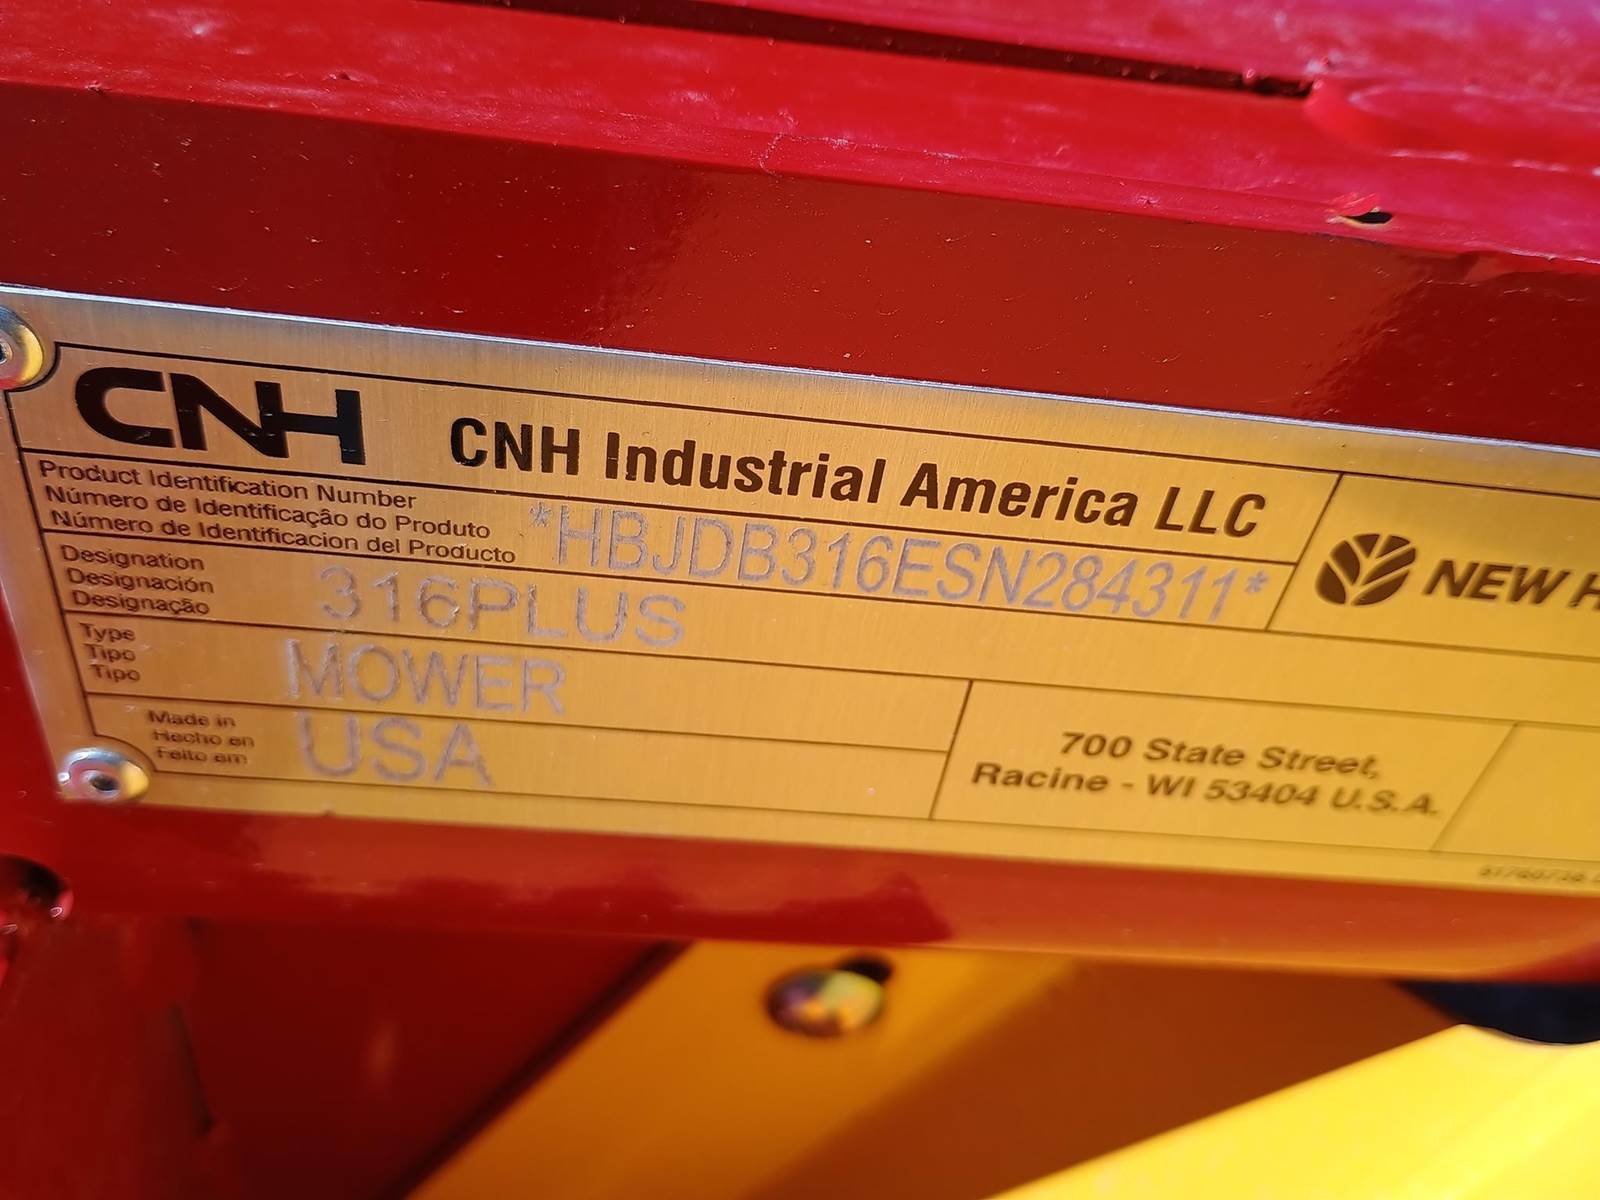 CNH
CNH Industrial America LLC
Product Identification Number
Número de Identificação do Produto
Número de Identificacion del Producto
*HBJDB316ESN284311*
NEW H
Designation
Designación
Designação
316PLUS
Type
Tipo
Tipo
MOWER
Made in
Hecho en
Feito em
USA
700 State Street,
Racine - WI 53404 U.S.A.